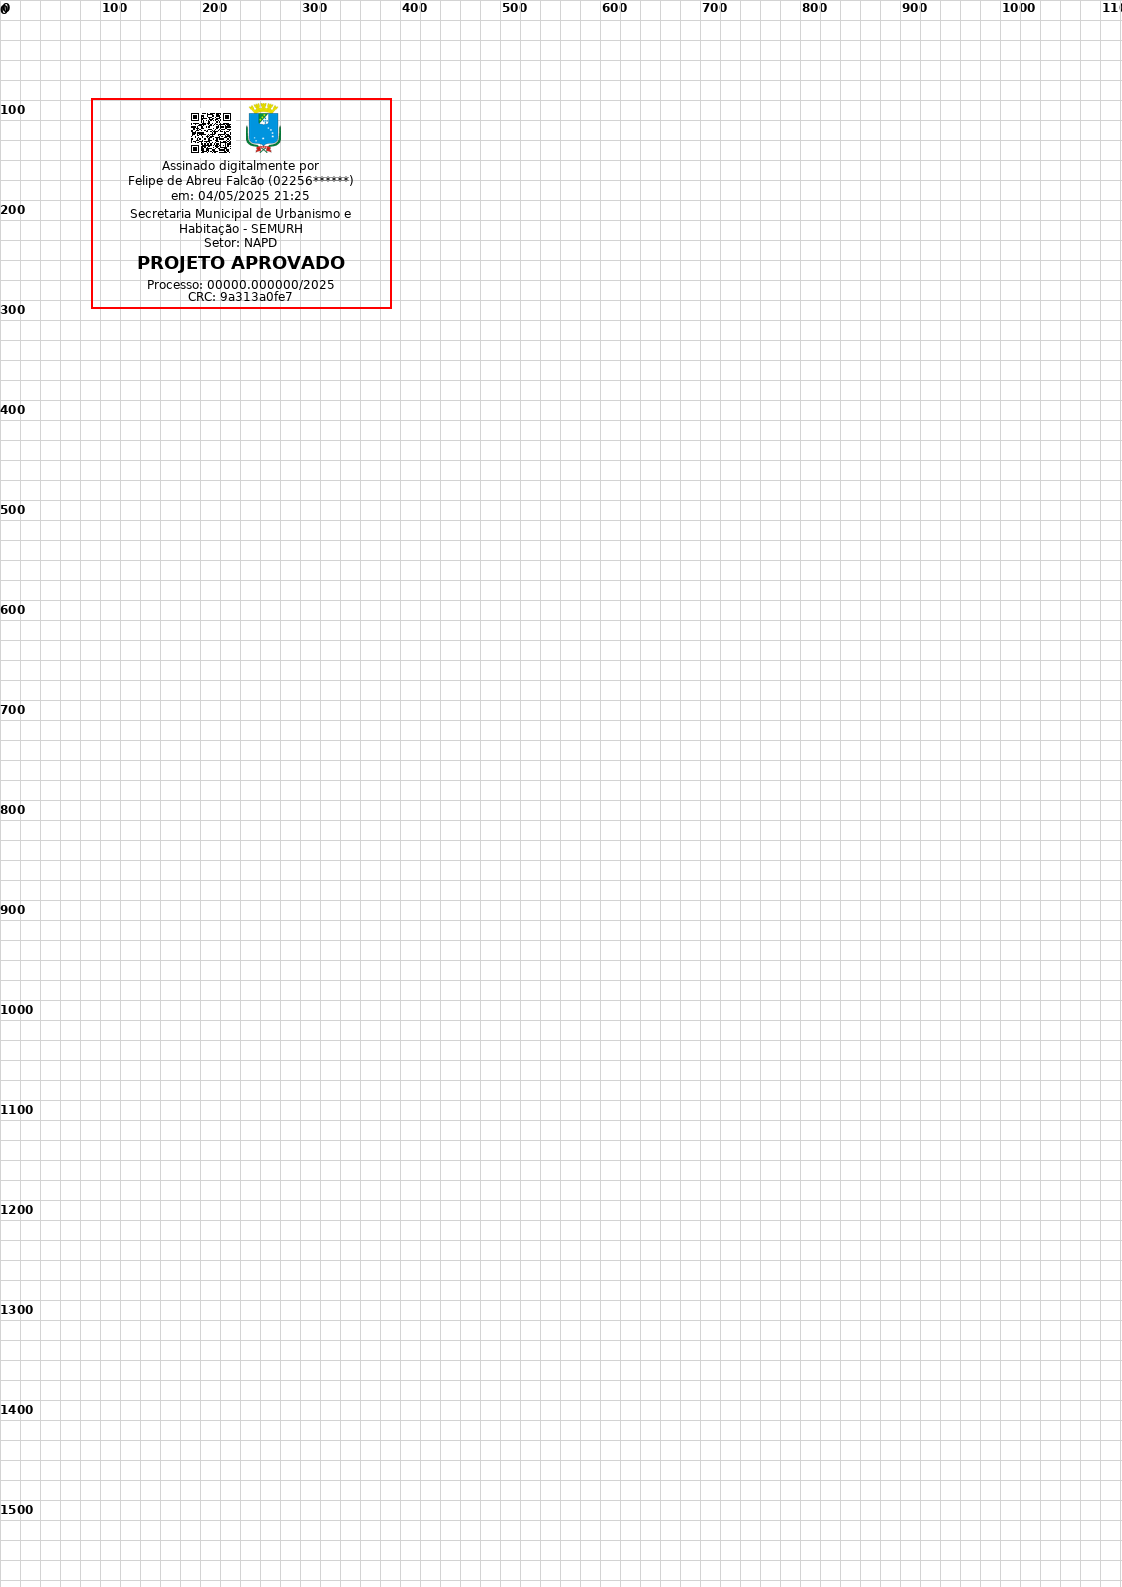 0 100 200 300 400 500 600 700 800 900 1000
0
100
Assinado digitalmente por
Felipe de Abreu Falcão (02256******)
em: 04/05/2025 21:25
200
Secretaria Municipal de Urbanismo e
Habitação - SEMURH
Setor: NAPD
PROJETO APROVADO
Processo: 00000.000000/2025
CRC: 9a313a0fe7
300
400
500
600
700
800
900
1000
1100
1200
1300
1400
1500